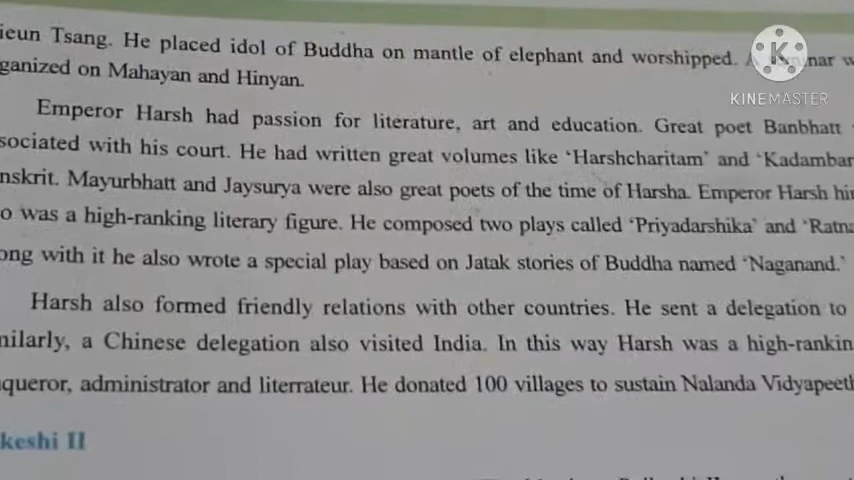 ieun Tsang. He placed idol of Buddha on mantle of elephant and worshipped. A
KINEMASTER
ganized on Mahayan and Hinyan.
Emperor Harsh had passion for literature, art and education. Great poet Banbhatt
sociated with his court. He had written great volumes like 'Harshcharitam' and 'Kadambar
nskrit. Mayurbhatt and Jaysurya were also great poets of the time of Harsha. Emperor Harsh hi
o was a high-ranking literary figure. He composed two plays called 'Priyadarshika' and 'Ratna
ong with it he also wrote a special play based on Jatak stories of Buddha named 'Naganand.'
Harsh also formed friendly relations with other countries. He sent a delegation to
milarly, a Chinese delegation also visited India. In this way Harsh was a high-rankin
queror, administrator and literrateur. He donated 100 villages to sustain Nalanda Vidyapeeth
keshi II